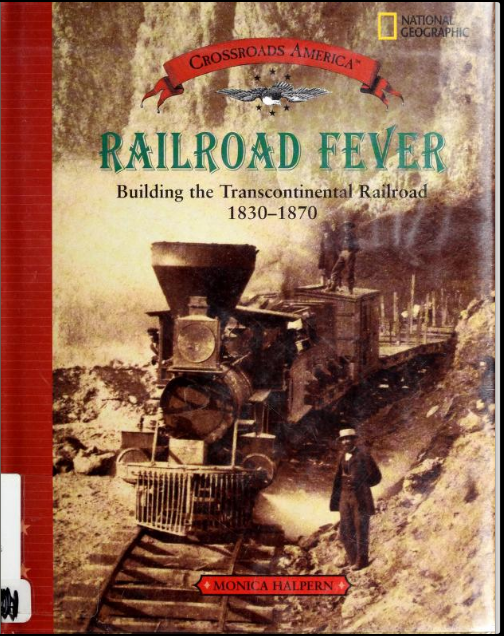 NATIONAL
GEOGRAPHIC
CROSSROADS AMERICA™
RAILROAD FEVER
Building the Transcontinental Railroad
1830–1870
MONICA HALPERN